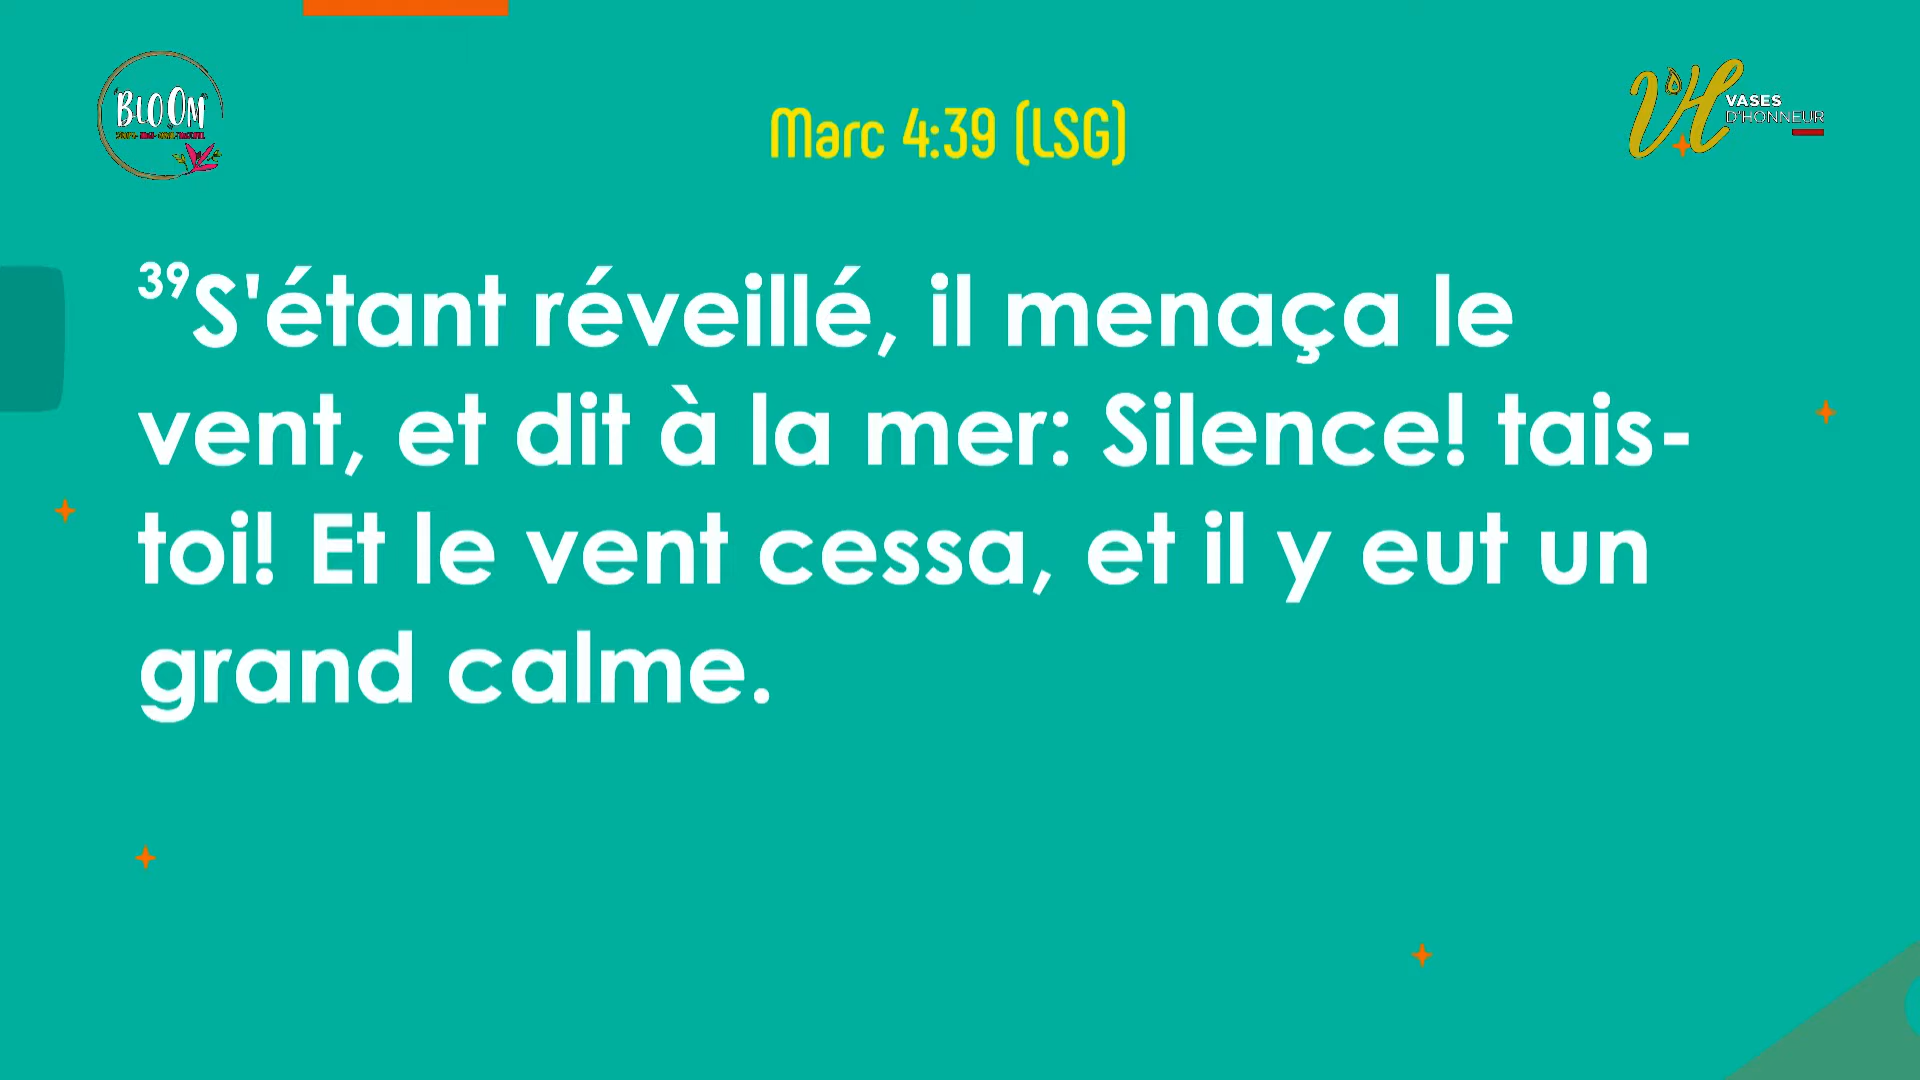 BLOOM
VASES
D'HONNEUR
Marc 4:39 (LSG)
39S'étant réveillé, il menaça le
vent, et dit à la mer: Silence! tais-
toi! Et le vent cessa, et il y eut un
grand calme.